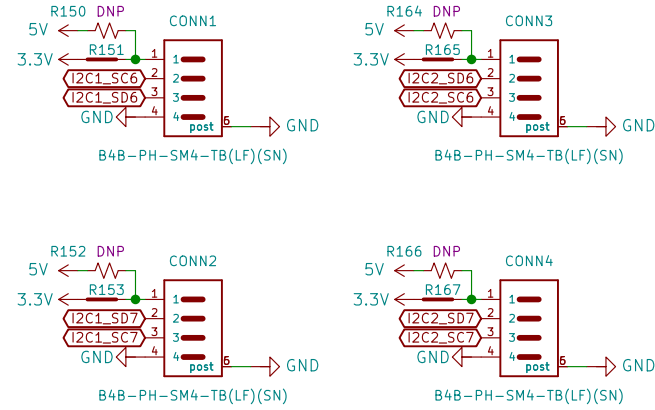 R150 DNP
CONN1
5V
R151
3.3V
1
1
I2C1_SC6
2
2
I2C1_SD6
3
3
GND
4
4
post
GND
B4B-PH-SM4-TB(LF)(SN)
R164 DNP
CONN3
5V
R165
3.3V
1
1
I2C2_SD6
2
2
I2C2_SC6
3
3
GND
4
4
post
GND
B4B-PH-SM4-TB(LF)(SN)
R152 DNP
CONN2
5V
R153
3.3V
1
1
I2C1_SD7
2
2
I2C1_SC7
3
3
GND
4
4
post
GND
B4B-PH-SM4-TB(LF)(SN)
R166 DNP
CONN4
5V
R167
3.3V
1
1
I2C2_SD7
2
2
I2C2_SC7
3
3
GND
4
4
post
GND
B4B-PH-SM4-TB(LF)(SN)